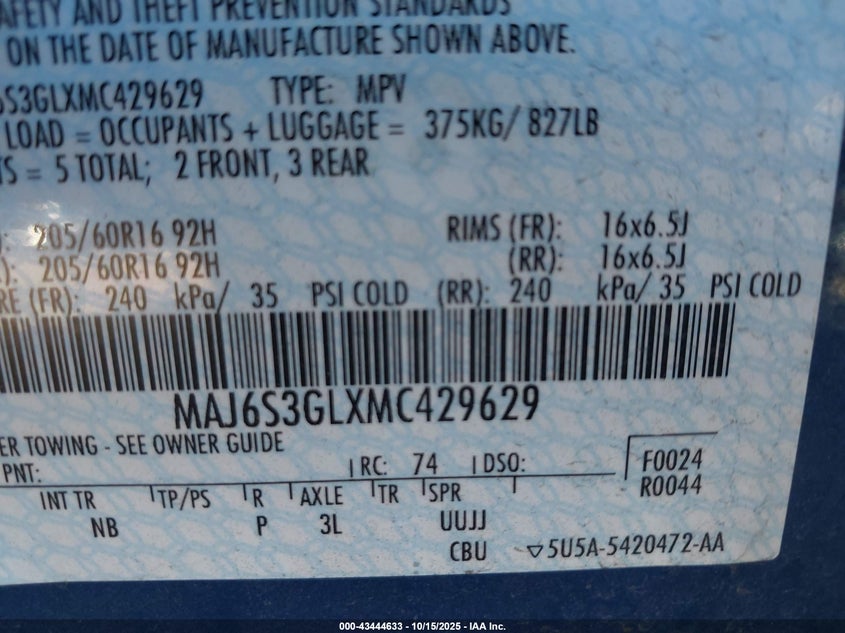 AFETY AND THEFT PREVENTION STANDARDS
ON THE DATE OF MANUFACTURE SHOWN ABOVE.
6S3GLXMC429629 TYPE: MPV
LOAD = OCCUPANTS + LUGGAGE = 375KG/ 827LB
TS = 5 TOTAL; 2 FRONT, 3 REAR
): 205/60R16 92H RIMS (FR): 16x6.5J
): 205/60R16 92H (RR): 16x6.5J
RE (FR): 240 kPa/ 35 PSI COLD (RR): 240 kPa/ 35 PSI COLD
MAJ6S3GLXMC429629
ER TOWING - SEE OWNER GUIDE
PNT: RC: 74 DSO: F0024
R0044
INT TR TP/PS R AXLE TR SPR
NB P 3L UUJJ
CBU ▽5U5A-5420472-AA
000-43444633 - 10/15/2025 - IAA Inc.